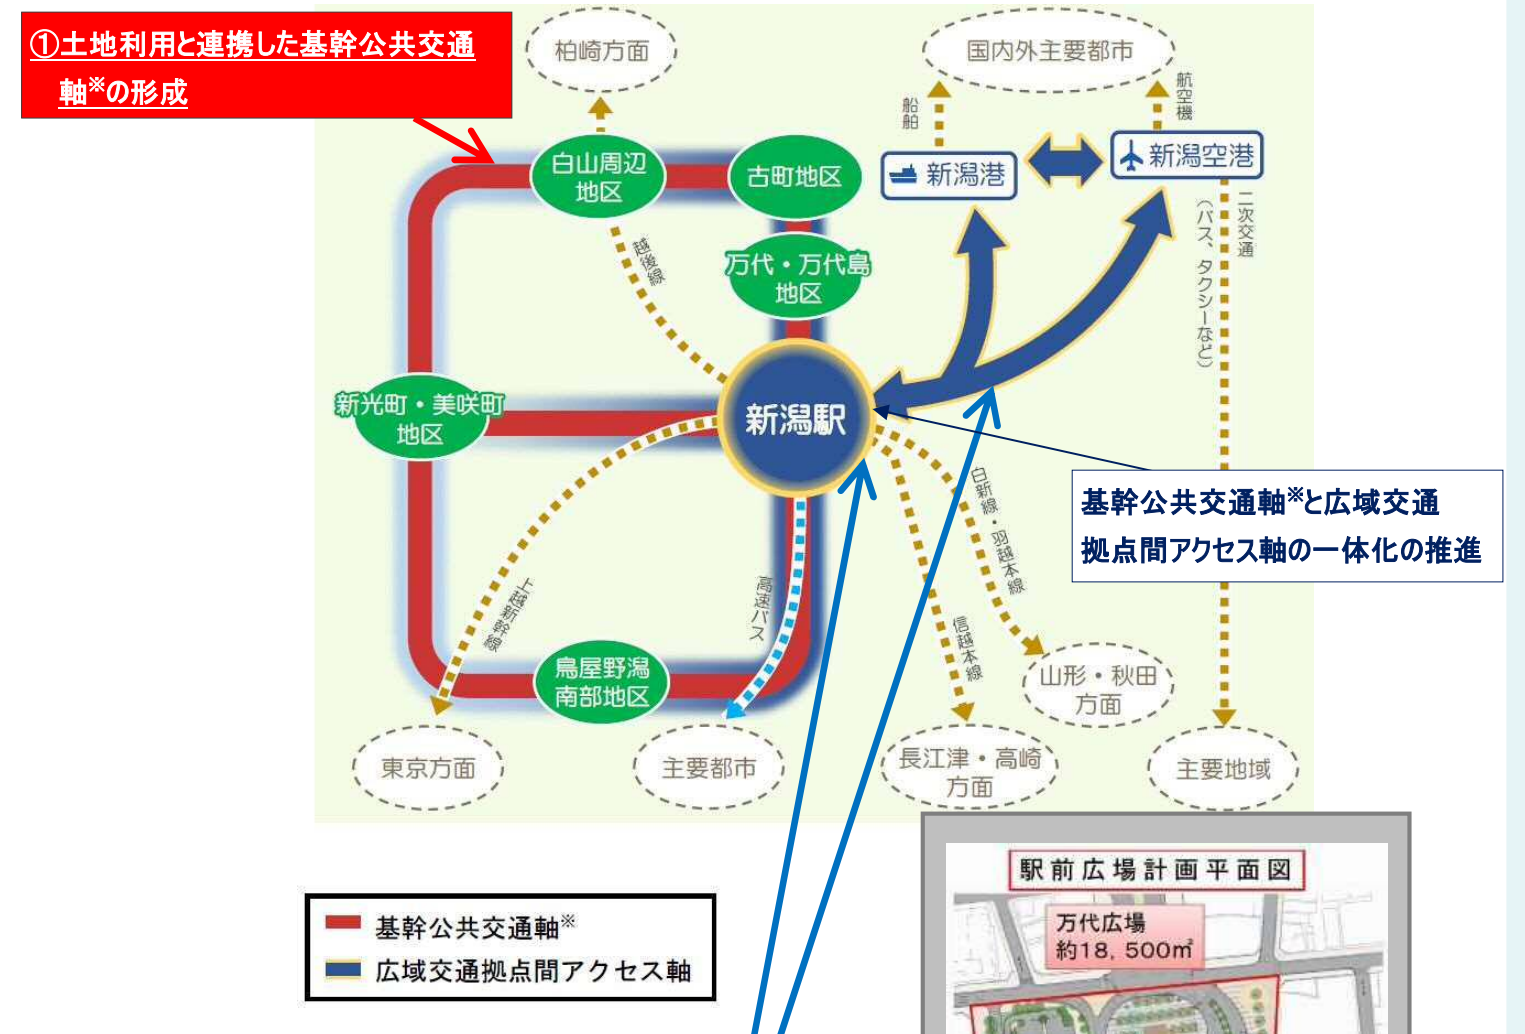 ①土地利用と連携した基幹公共交通
軸※の形成
柏崎方面
国内外主要都市
船舶
航空機
白山周辺
地区
古町地区
新潟港
新潟空港
二次交通
（バス、タクシーなど）
越後線
万代・万代島
地区
新光町・美咲町
地区
新潟駅
基幹公共交通軸※と広域交通
拠点間アクセス軸の一体化の推進
白新線・羽越本線
上越新幹線
高速バス
信越本線
鳥屋野潟
南部地区
山形・秋田
方面
東京方面
主要都市
長江津・高崎
方面
主要地域
駅前広場計画平面図
万代広場
約18，500㎡
基幹公共交通軸※
広域交通拠点間アクセス軸